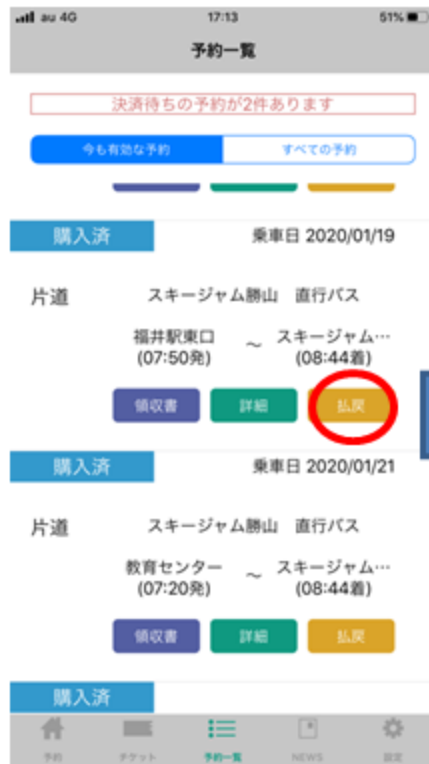 au 4G 17:13 51%
予約一覧
決済待ちの予約が2件あります
今も有効な予約 すべての予約
購入済 乗車日 2020/01/19
片道 スキージャム勝山 直行バス
福井駅東口 ～ スキージャム…
(07:50発) (08:44着)
領収書 詳細 払戻
購入済 乗車日 2020/01/21
片道 スキージャム勝山 直行バス
教育センター ～ スキージャム…
(07:20発) (08:44着)
領収書 詳細 払戻
購入済
予約 チケット 予約一覧 NEWS 設定